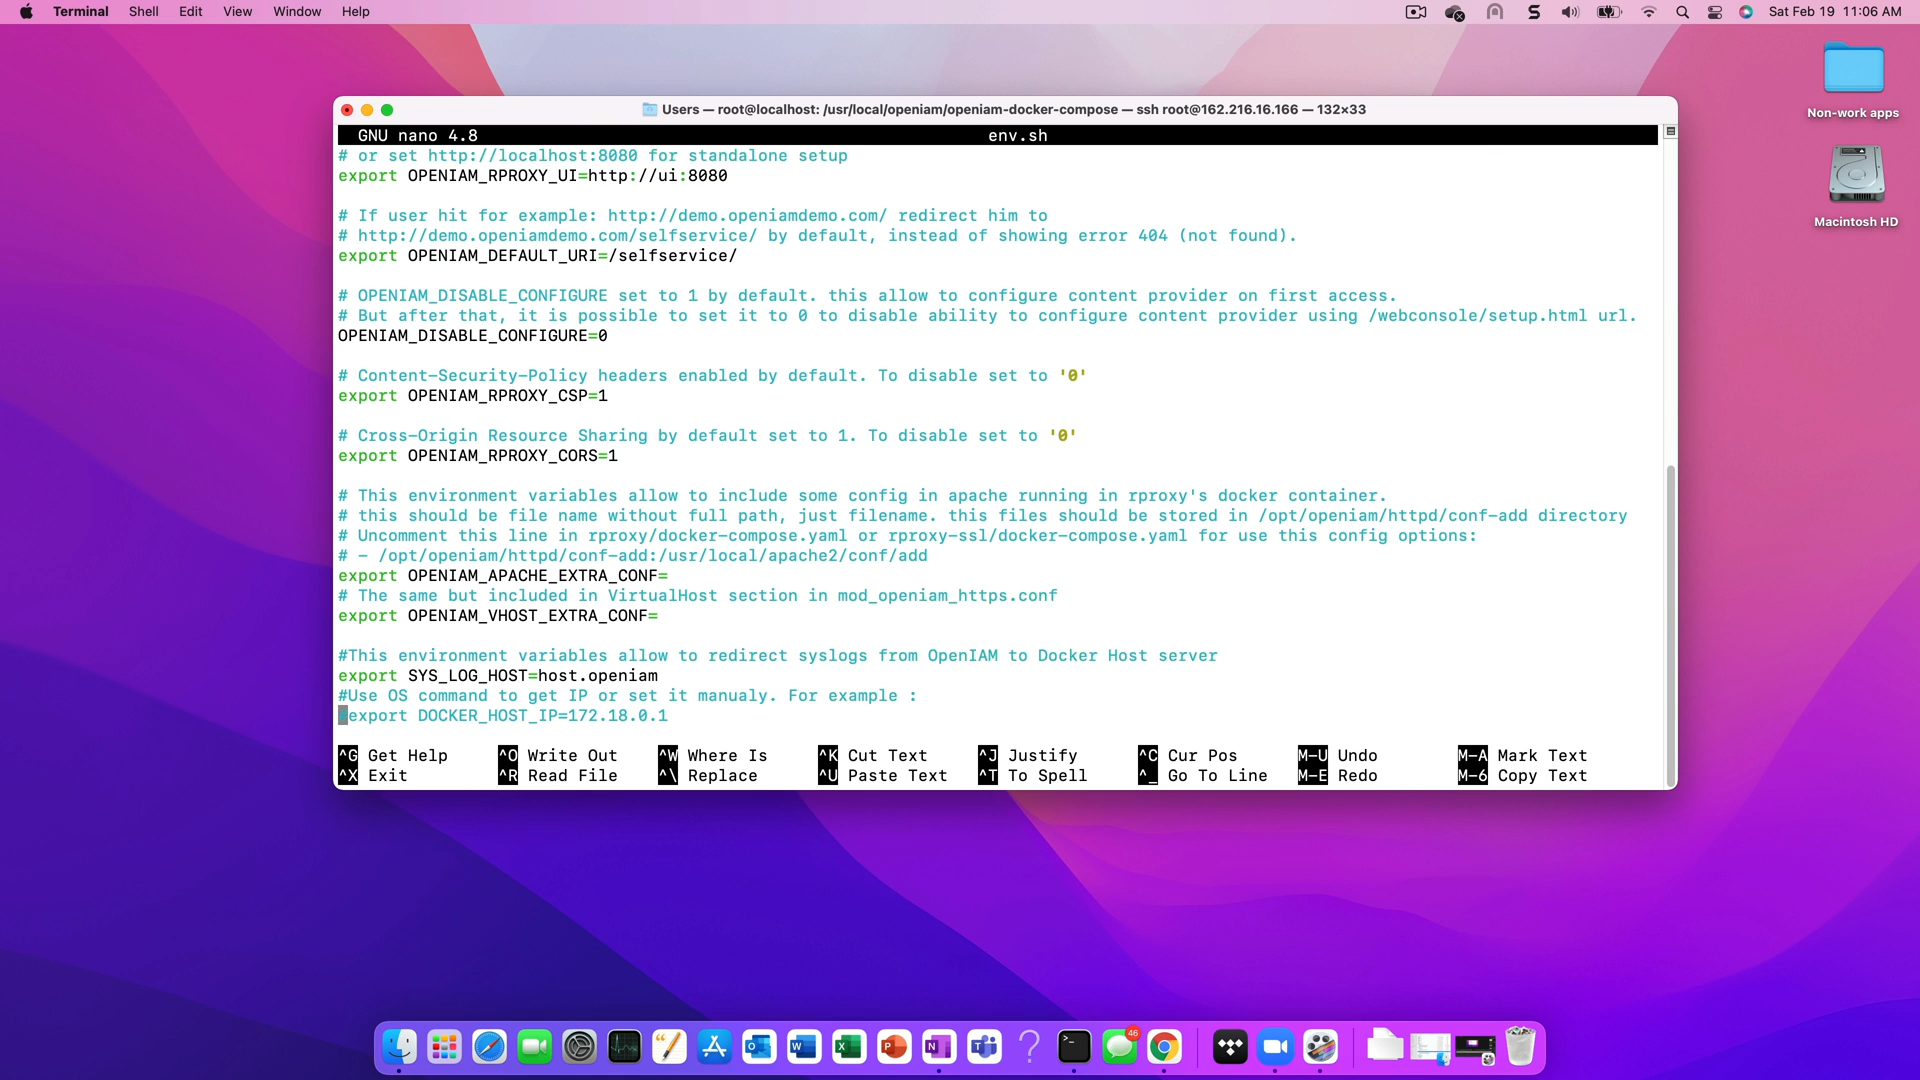 Terminal Shell Edit View Window Help
Sat Feb 19 11:06 AM
Non-work apps
Macintosh HD
Users — root@localhost: /usr/local/openiam/openiam-docker-compose — ssh root@162.216.16.166 — 132×33
GNU nano 4.8 env.sh
# or set http://localhost:8080 for standalone setup
export OPENIAM_RPROXY_UI=http://ui:8080
# If user hit for example: http://demo.openiamdemo.com/ redirect him to
# http://demo.openiamdemo.com/selfservice/ by default, instead of showing error 404 (not found).
export OPENIAM_DEFAULT_URI=/selfservice/
# OPENIAM_DISABLE_CONFIGURE set to 1 by default. this allow to configure content provider on first access.
# But after that, it is possible to set it to 0 to disable ability to configure content provider using /webconsole/setup.html url.
OPENIAM_DISABLE_CONFIGURE=0
# Content-Security-Policy headers enabled by default. To disable set to '0'
export OPENIAM_RPROXY_CSP=1
# Cross-Origin Resource Sharing by default set to 1. To disable set to '0'
export OPENIAM_RPROXY_CORS=1
# This environment variables allow to include some config in apache running in rproxy's docker container.
# this should be file name without full path, just filename. this files should be stored in /opt/openiam/httpd/conf-add directory
# Uncomment this line in rproxy/docker-compose.yaml or rproxy-ssl/docker-compose.yaml for use this config options:
# - /opt/openiam/httpd/conf-add:/usr/local/apache2/conf/add
export OPENIAM_APACHE_EXTRA_CONF=
# The same but included in VirtualHost section in mod_openiam_https.conf
export OPENIAM_VHOST_EXTRA_CONF=
#This environment variables allow to redirect syslogs from OpenIAM to Docker Host server
export SYS_LOG_HOST=host.openiam
#Use OS command to get IP or set it manualy. For example :
#export DOCKER_HOST_IP=172.18.0.1
^G Get Help ^O Write Out ^W Where Is ^K Cut Text ^J Justify ^C Cur Pos M-U Undo M-A Mark Text
^X Exit ^R Read File ^\ Replace ^U Paste Text ^T To Spell ^_ Go To Line M-E Redo M-6 Copy Text
46